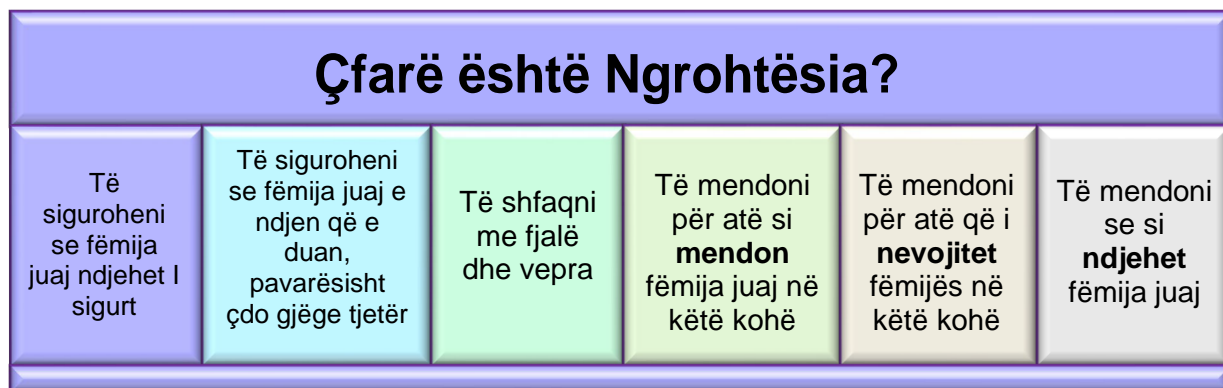 Çfarë është Ngrohtësia?
Të
siguroheni
se fëmija
juaj ndjehet I
sigurt
Të siguroheni
se fëmija juaj e
ndjen që e
duan,
pavarësisht
çdo gjëge tjetër
Të shfaqni
me fjalë
dhe vepra
Të mendoni
për atë si
mendon
fëmija juaj në
këtë kohë
Të mendoni
për atë që i
nevojitet
fëmijës në
këtë kohë
Të mendoni
se si
ndjehet
fëmija juaj